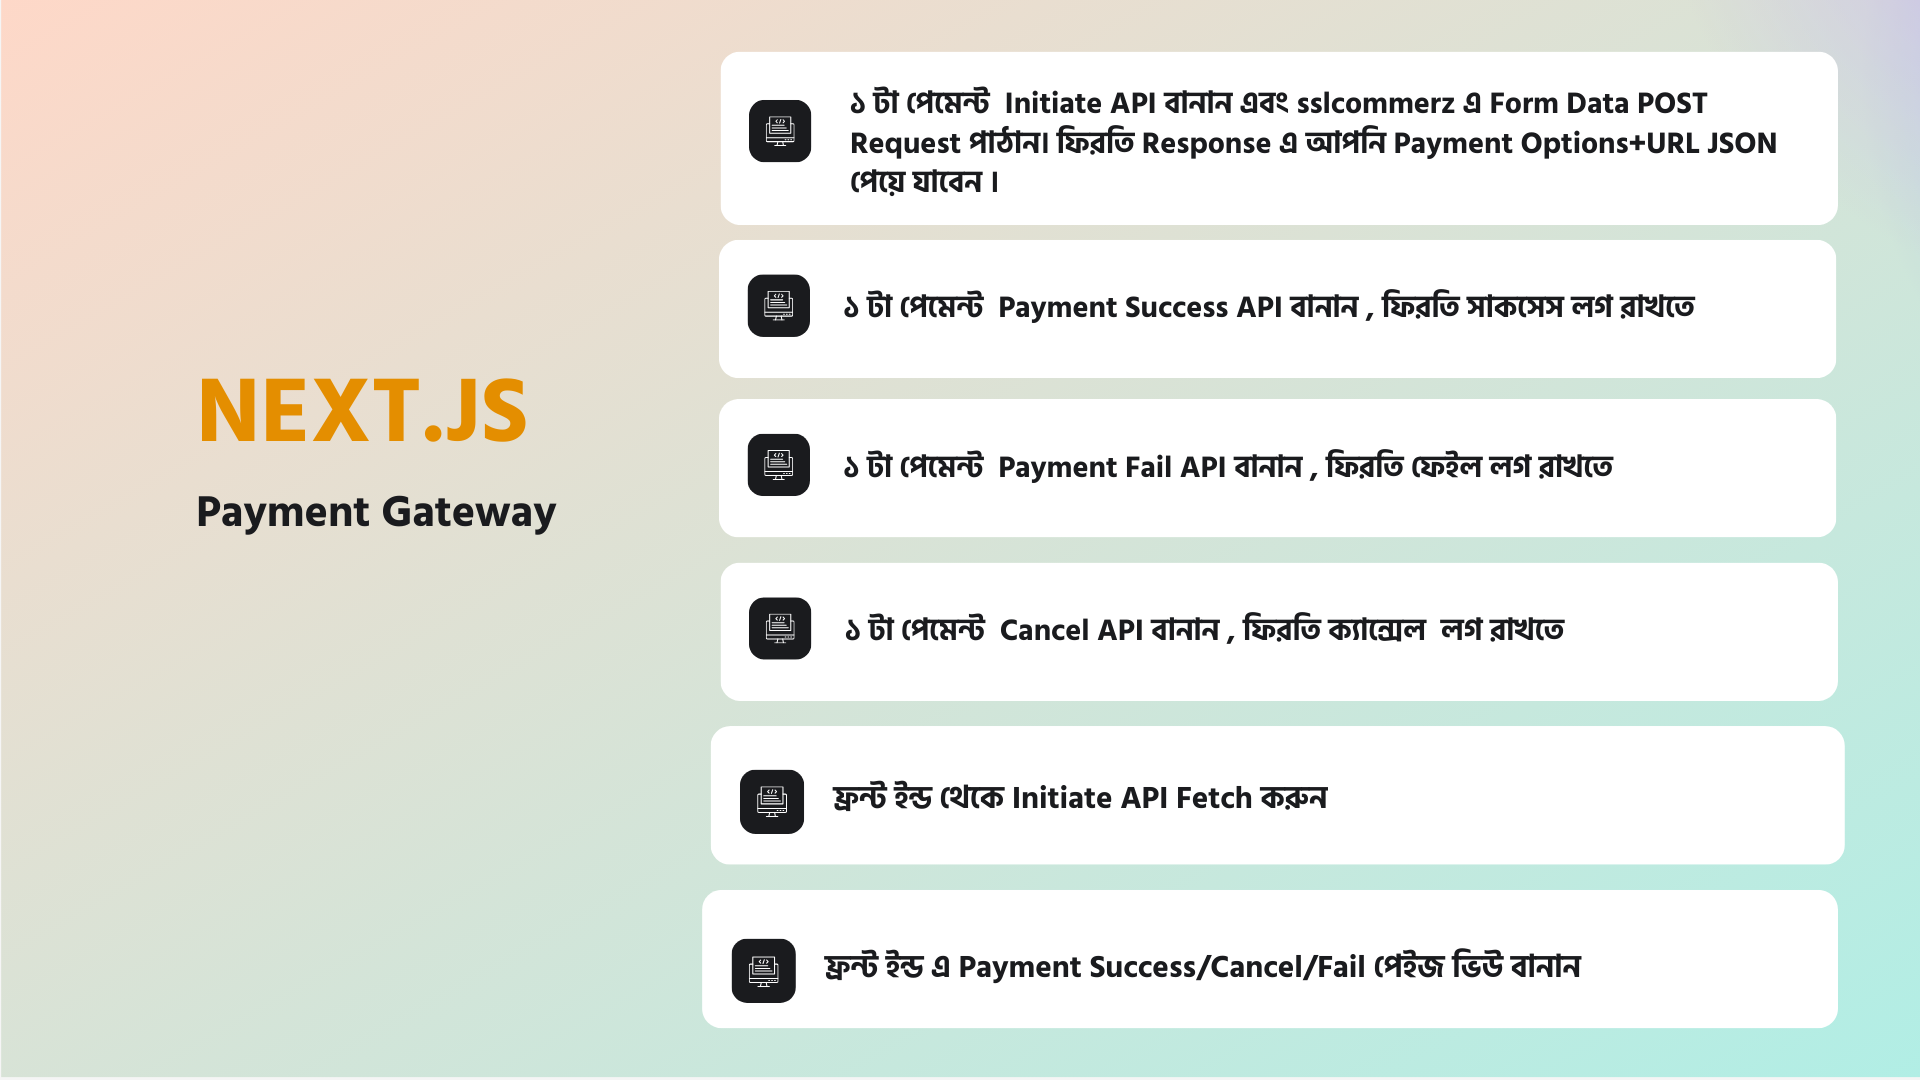 NEXT.JS
Payment Gateway
১ টা পেমেন্ট  Initiate API বানান এবং sslcommerz এ Form Data POST
Request পাঠান। ফিরতি Response এ আপনি Payment Options+URL JSON
পেয়ে যাবেন ।
১ টা পেমেন্ট  Payment Success API বানান , ফিরতি সাকসেস লগ রাখতে
১ টা পেমেন্ট  Payment Fail API বানান , ফিরতি ফেইল লগ রাখতে
১ টা পেমেন্ট  Cancel API বানান , ফিরতি ক্যান্সেল  লগ রাখতে
ফ্রন্ট ইন্ড থেকে Initiate API Fetch করুন
ফ্রন্ট ইন্ড এ Payment Success/Cancel/Fail পেইজ ভিউ বানান